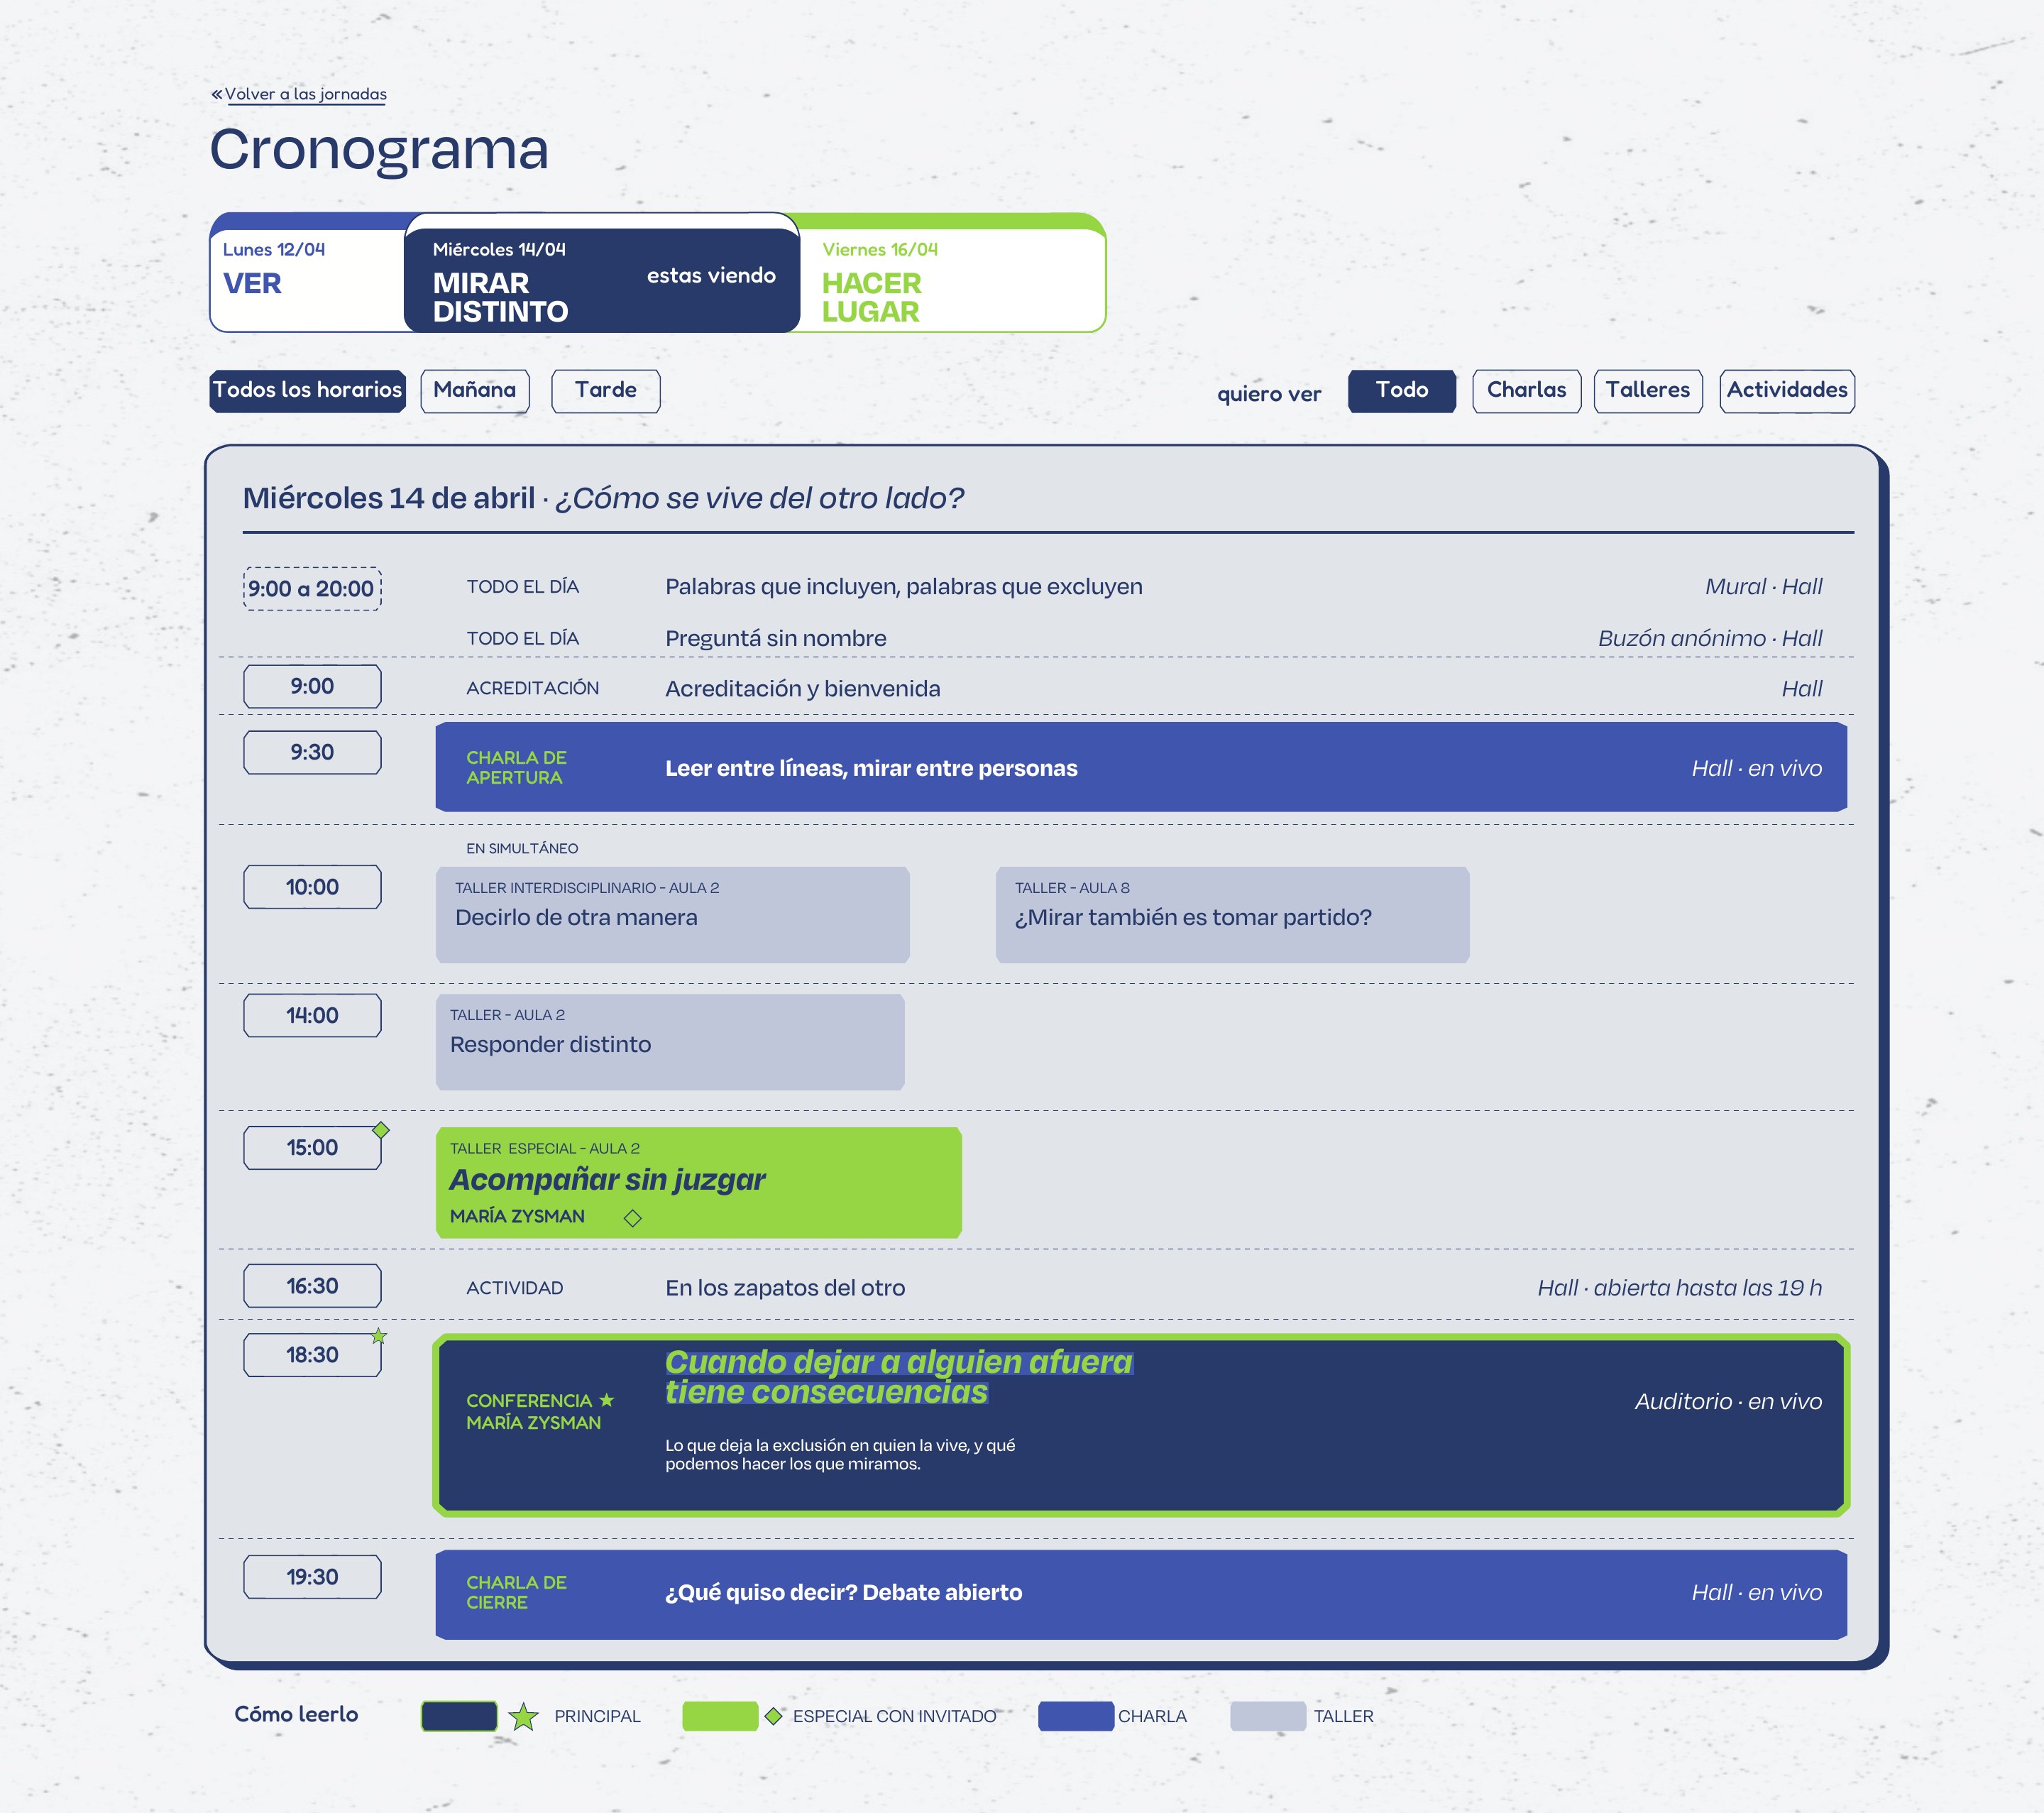 «Volver a las jornadas
Cronograma
Lunes 12/04
VER
Miércoles 14/04
MIRAR
DISTINTO
estas viendo
Viernes 16/04
HACER
LUGAR
Todos los horarios
Mañana
Tarde
quiero ver
Todo
Charlas
Talleres
Actividades
Miércoles 14 de abril · ¿Cómo se vive del otro lado?
9:00 a 20:00
TODO EL DÍA
Palabras que incluyen, palabras que excluyen
Mural · Hall
TODO EL DÍA
Preguntá sin nombre
Buzón anónimo · Hall
9:00
ACREDITACIÓN
Acreditación y bienvenida
Hall
9:30
CHARLA DE
APERTURA
Leer entre líneas, mirar entre personas
Hall · en vivo
EN SIMULTÁNEO
10:00
TALLER INTERDISCIPLINARIO - AULA 2
Decirlo de otra manera
TALLER - AULA 8
¿Mirar también es tomar partido?
14:00
TALLER - AULA 2
Responder distinto
15:00
TALLER ESPECIAL - AULA 2
Acompañar sin juzgar
MARÍA ZYSMAN
16:30
ACTIVIDAD
En los zapatos del otro
Hall · abierta hasta las 19 h
18:30
CONFERENCIA ★
MARÍA ZYSMAN
Cuando dejar a alguien afuera
tiene consecuencias
Lo que deja la exclusión en quien la vive, y qué
podemos hacer los que miramos.
Auditorio · en vivo
19:30
CHARLA DE
CIERRE
¿Qué quiso decir? Debate abierto
Hall · en vivo
Cómo leerlo
PRINCIPAL
ESPECIAL CON INVITADO
CHARLA
TALLER